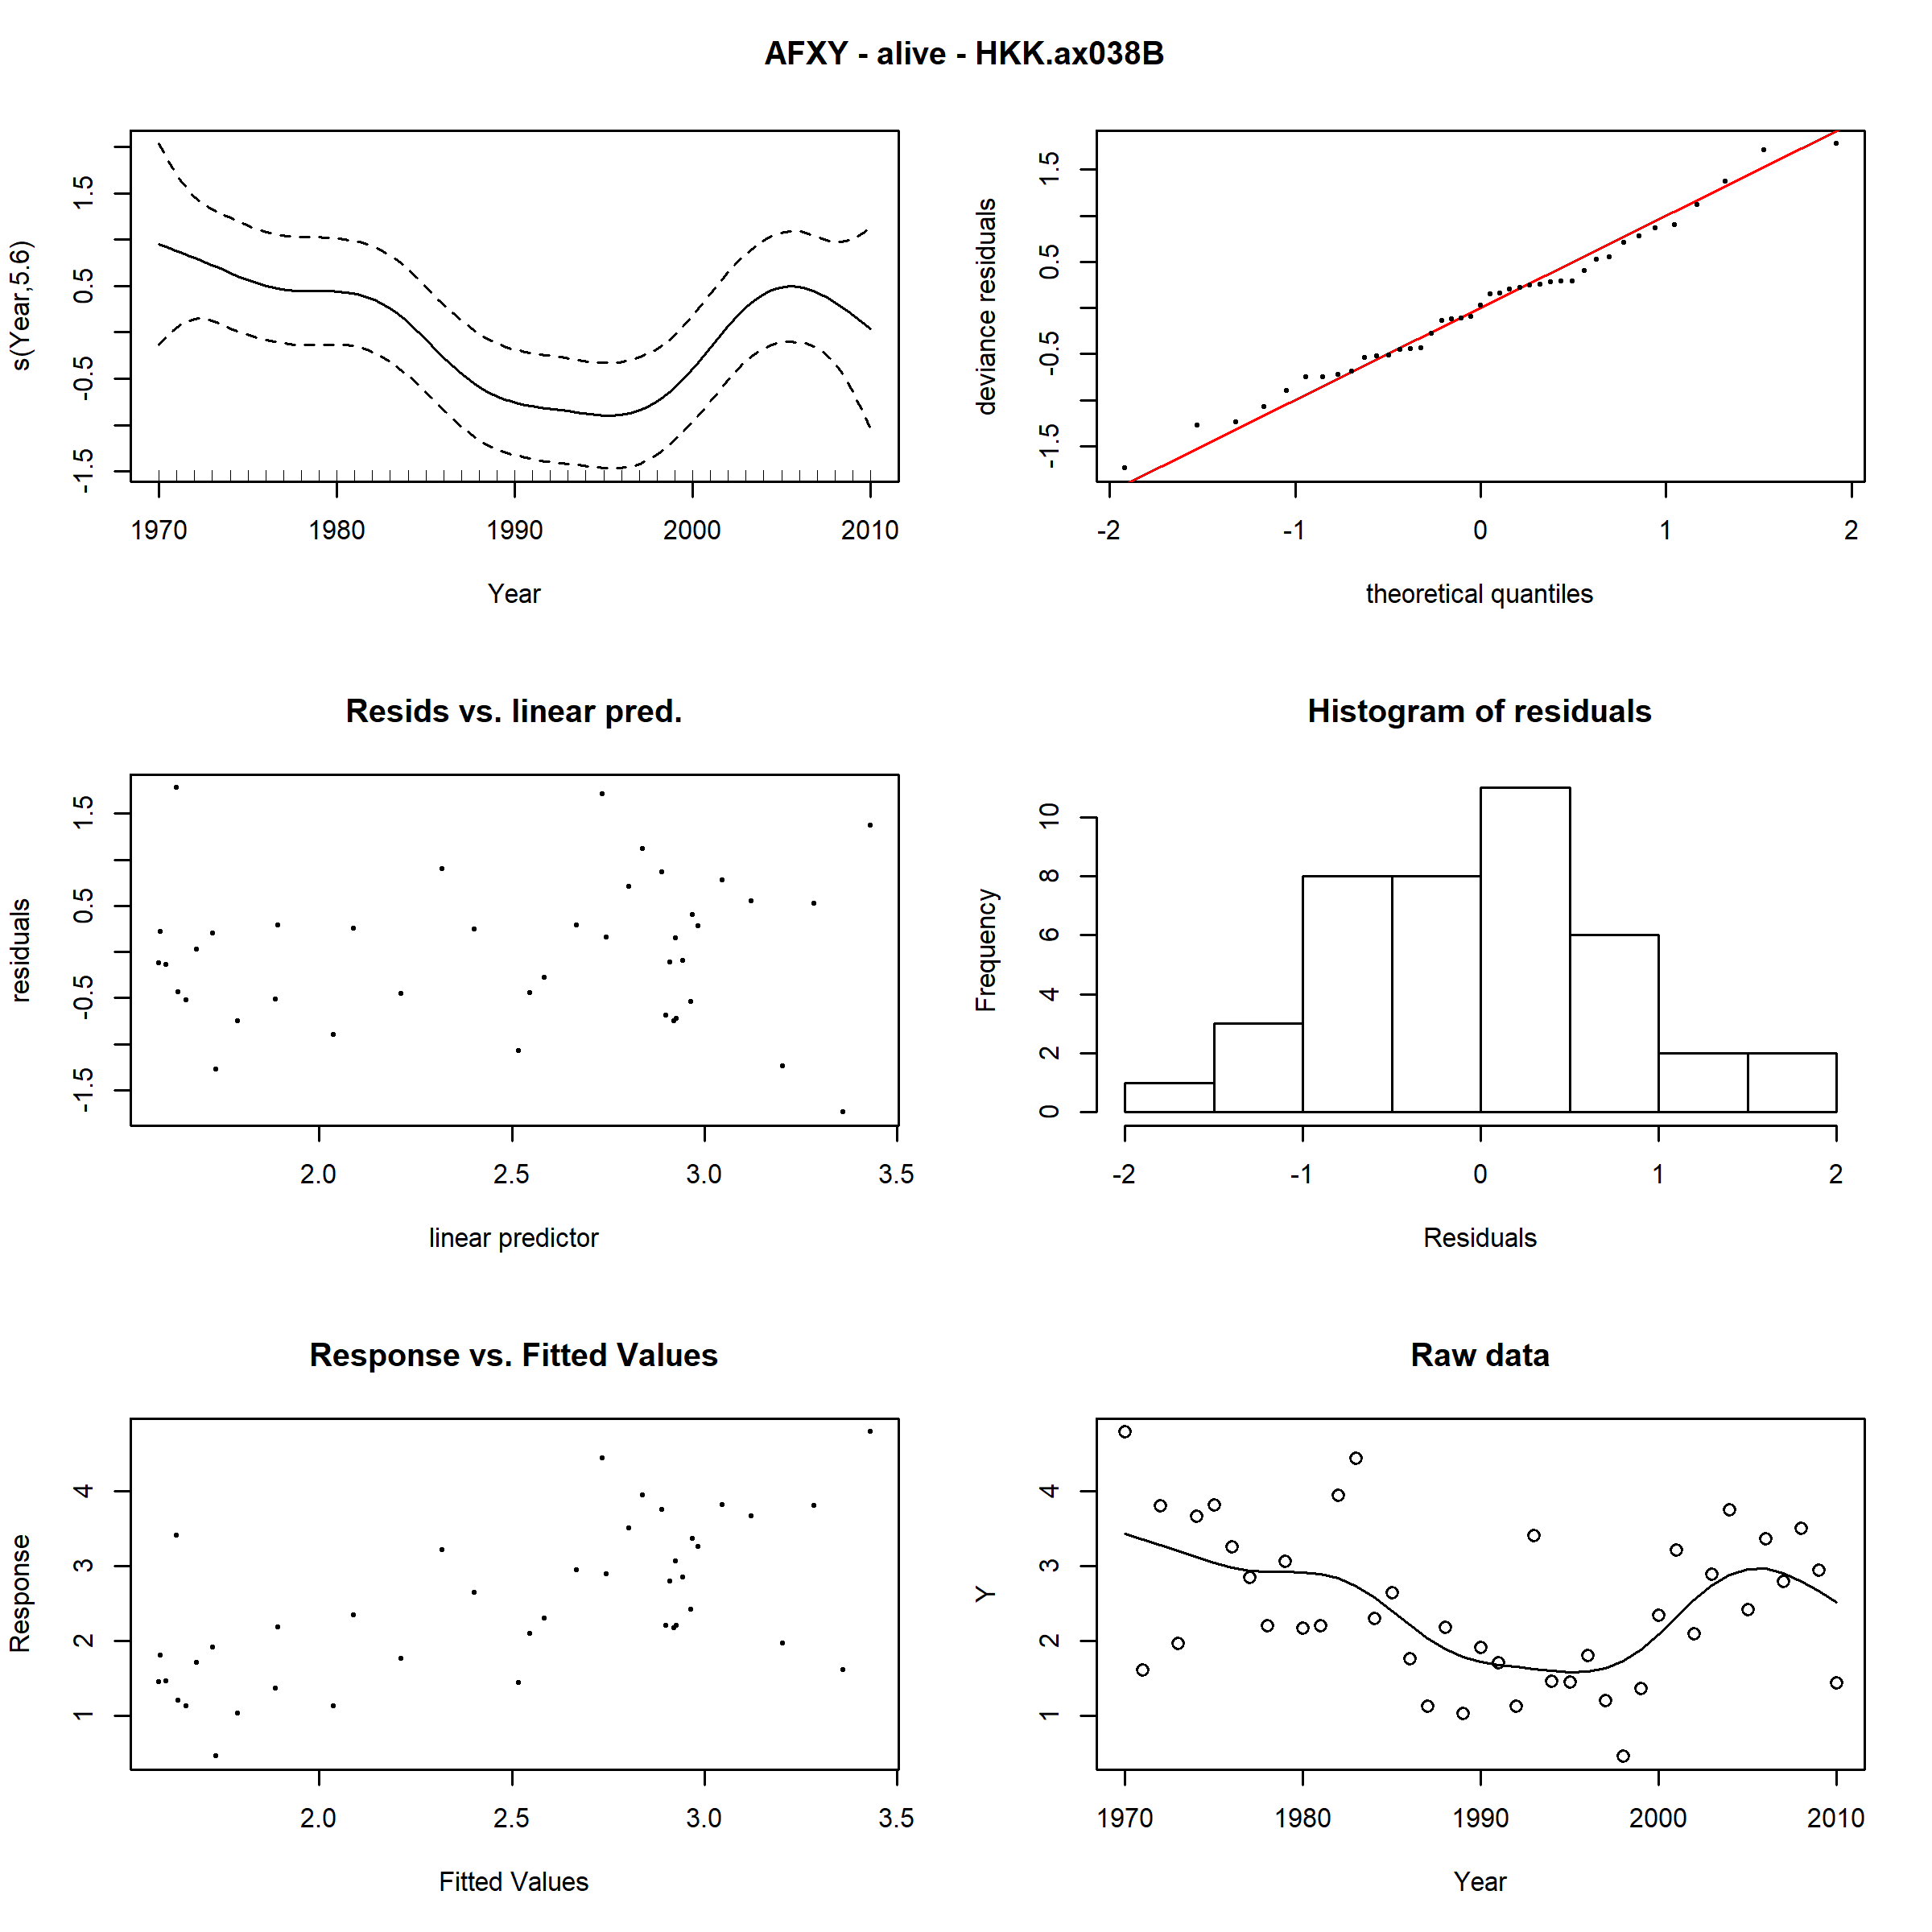 AFXY - alive - HKK.ax038B
s(Year,5.6)
-1.5 -0.5 0.5 1.5
1970 1980 1990 2000 2010
Year
deviance residuals
-1.5 -0.5 0.5 1.5
-2 -1 0 1 2
theoretical quantiles
Resids vs. linear pred.
residuals
-1.5 -0.5 0.5 1.5
2.0 2.5 3.0 3.5
linear predictor
Histogram of residuals
Frequency
0 2 4 6 8 10
-2 -1 0 1 2
Residuals
Response vs. Fitted Values
Response
1 2 3 4
2.0 2.5 3.0 3.5
Fitted Values
Raw data
Y
1 2 3 4
1970 1980 1990 2000 2010
Year